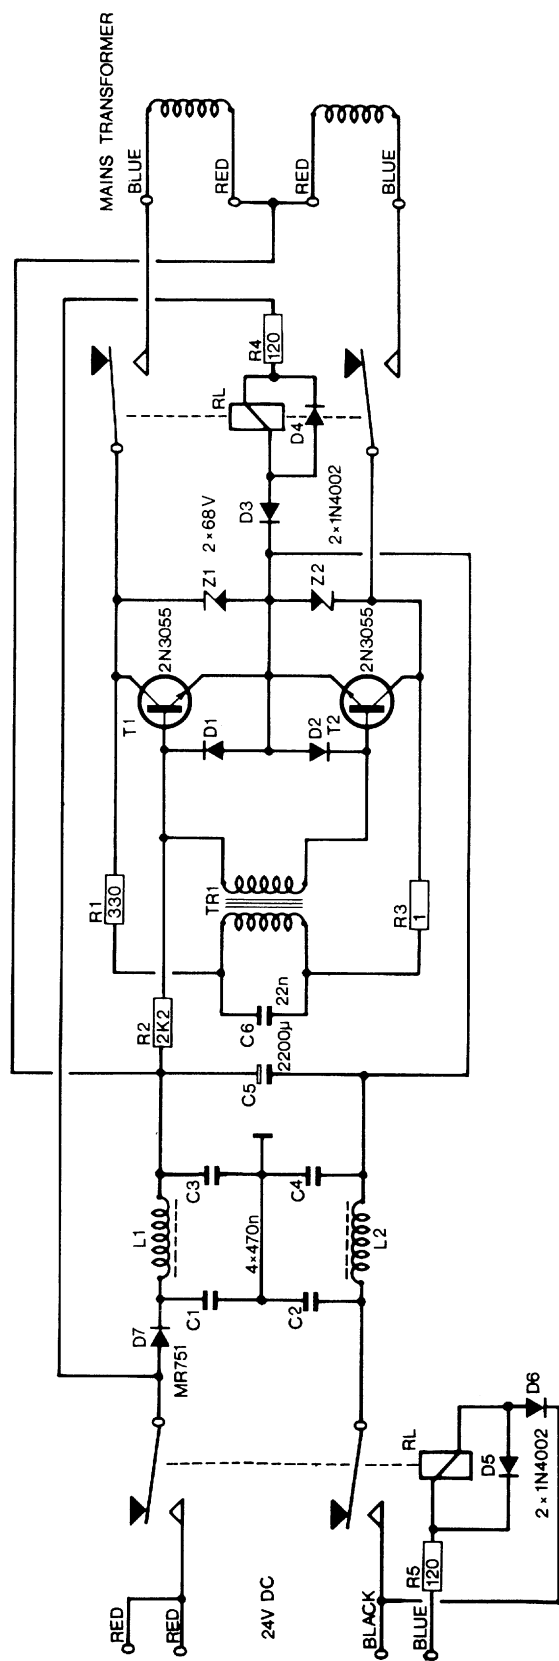 RED
RED
24V DC
BLACK
BLUE
R5
120
RL
D5
D6
2×1N4002
D7
MR751
L1
C1
C2
4×470n
C3
C4
L2
C5
2200µ
R2
2K2
C6
22n
R1
330
TR1
R3
1
T1
2N3055
D1
D2
T2
2N3055
Z1
2×68V
Z2
D3
2×1N4002
RL
D4
R4
120
BLUE
RED
RED
BLUE
MAINS TRANSFORMER